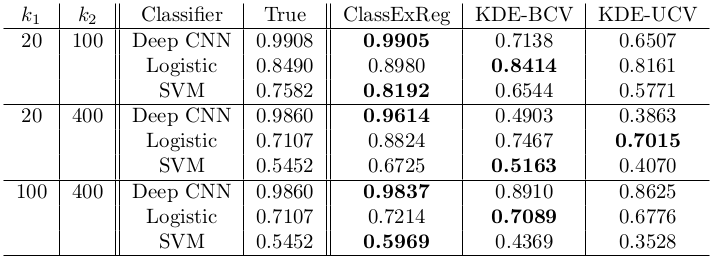 k1 k2 Classifier True ClassExReg KDE-BCV KDE-UCV
20 100 Deep CNN 0.9908 0.9905 0.7138 0.6507
Logistic 0.8490 0.8980 0.8414 0.8161
SVM 0.7582 0.8192 0.6544 0.5771
20 400 Deep CNN 0.9860 0.9614 0.4903 0.3863
Logistic 0.7107 0.8824 0.7467 0.7015
SVM 0.5452 0.6725 0.5163 0.4070
100 400 Deep CNN 0.9860 0.9837 0.8910 0.8625
Logistic 0.7107 0.7214 0.7089 0.6776
SVM 0.5452 0.5969 0.4369 0.3528